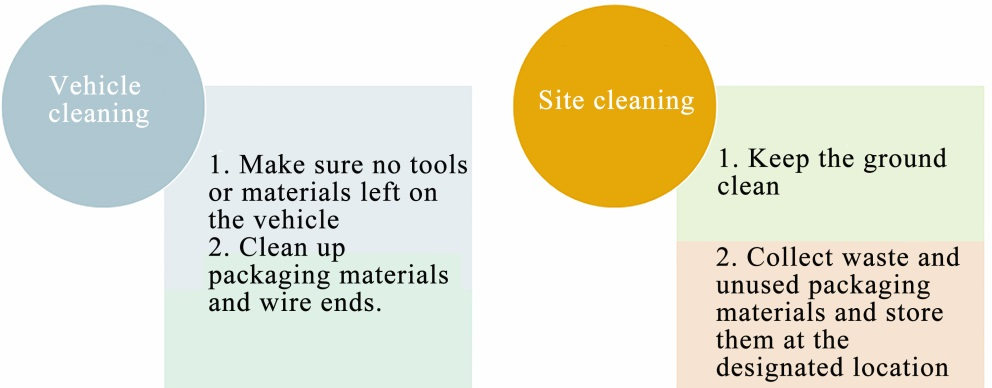 Vehicle
cleaning
1. Make sure no tools
or materials left on
the vehicle
2. Clean up
packaging materials
and wire ends.
Site cleaning
1. Keep the ground
clean
2. Collect waste and
unused packaging
materials and store
them at the
designated location